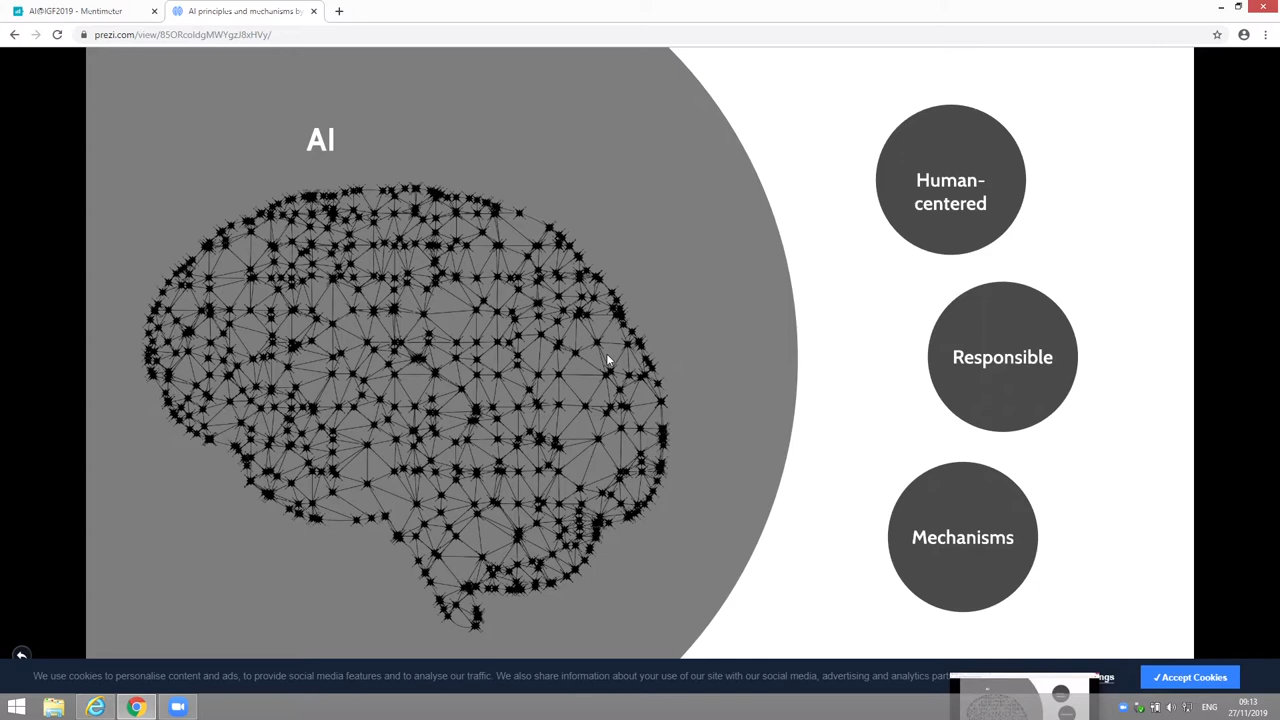 AI@IGF2019 - Mentimeter
AI principles and mechanisms by
prezi.com/view/85ORcoIdgMWYgzJ8xHVy/
AI
Human-
centered
Responsible
Mechanisms
We use cookies to personalise content and ads, to provide social media features and to analyse our traffic. We also share information about your use of our site with our social media, advertising and analytics part
Accept Cookies
ENG
09:13
27/11/2019